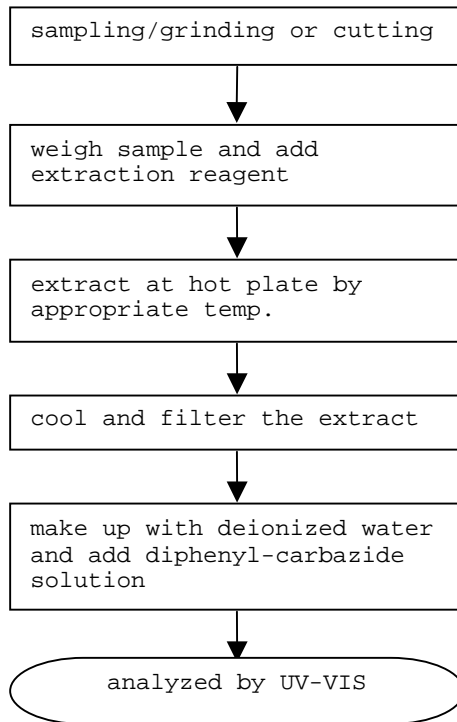 sampling/grinding or cutting
weigh sample and add
extraction reagent
extract at hot plate by
appropriate temp.
cool and filter the extract
make up with deionized water
and add diphenyl-carbazide
solution
analyzed by UV-VIS